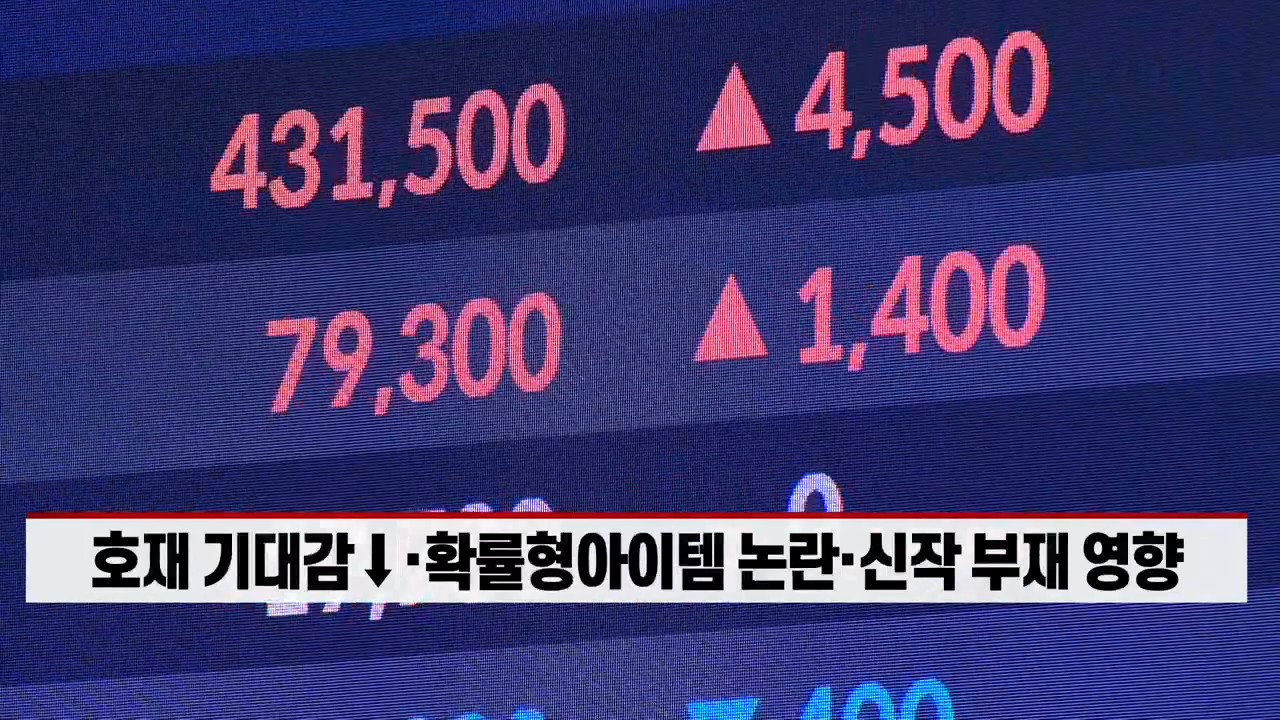 431,500 ▲ 4,500
79,300 ▲ 1,400
호재 기대감↓·확률형아이템 논란·신작 부재 영향